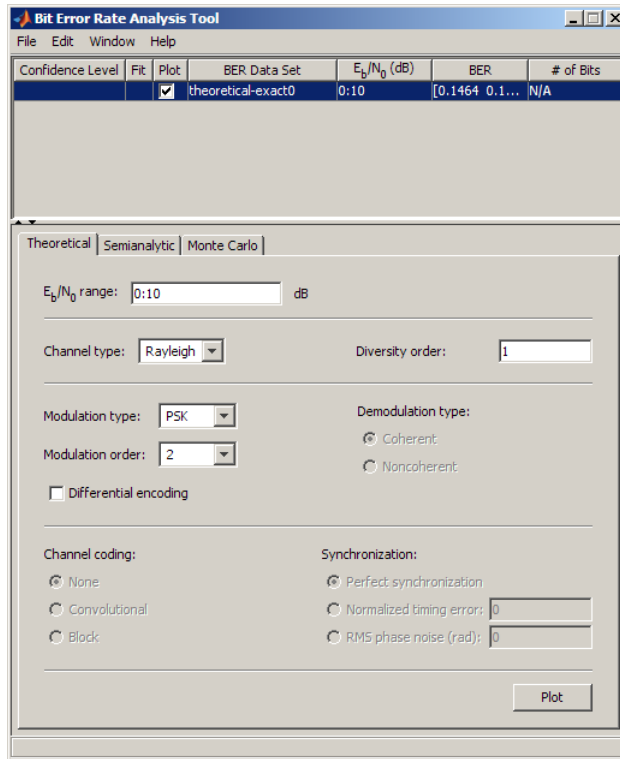 Bit Error Rate Analysis Tool
File Edit Window Help
Confidence Level Fit Plot BER Data Set Eb/N0 (dB) BER # of Bits
theoretical-exact0 0:10 [0.1464 0.1... N/A
Theoretical Semianalytic Monte Carlo
Eb/N0 range: 0:10 dB
Channel type: Rayleigh Diversity order: 1
Modulation type: PSK Demodulation type:
Coherent
Modulation order: 2
Noncoherent
Differential encoding
Channel coding: Synchronization:
None Perfect synchronization
Convolutional Normalized timing error: 0
Block RMS phase noise (rad): 0
Plot